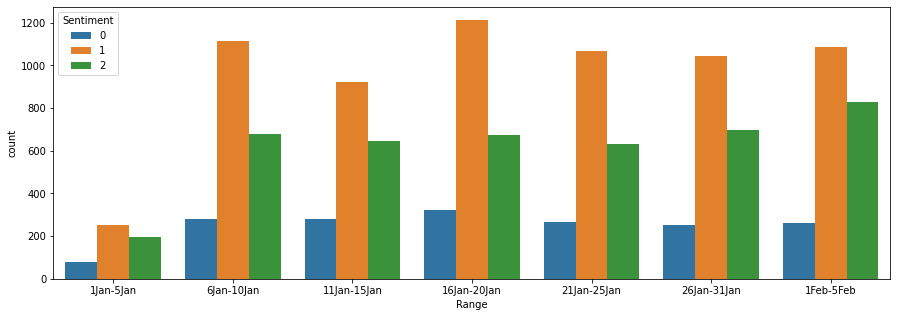 Sentiment
0
1
2
count
1200
1000
800
600
400
200
0
1Jan-5Jan 6Jan-10Jan 11Jan-15Jan 16Jan-20Jan 21Jan-25Jan 26Jan-31Jan 1Feb-5Feb
Range